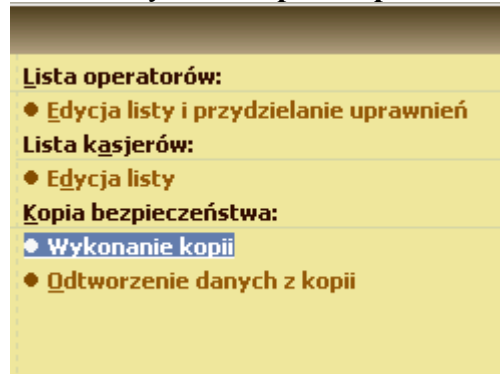 Lista operatorów:
Edycja listy i przydzielanie uprawnień
Lista kasjerów:
Edycja listy
Kopia bezpieczeństwa:
Wykonanie kopii
Odtworzenie danych z kopii